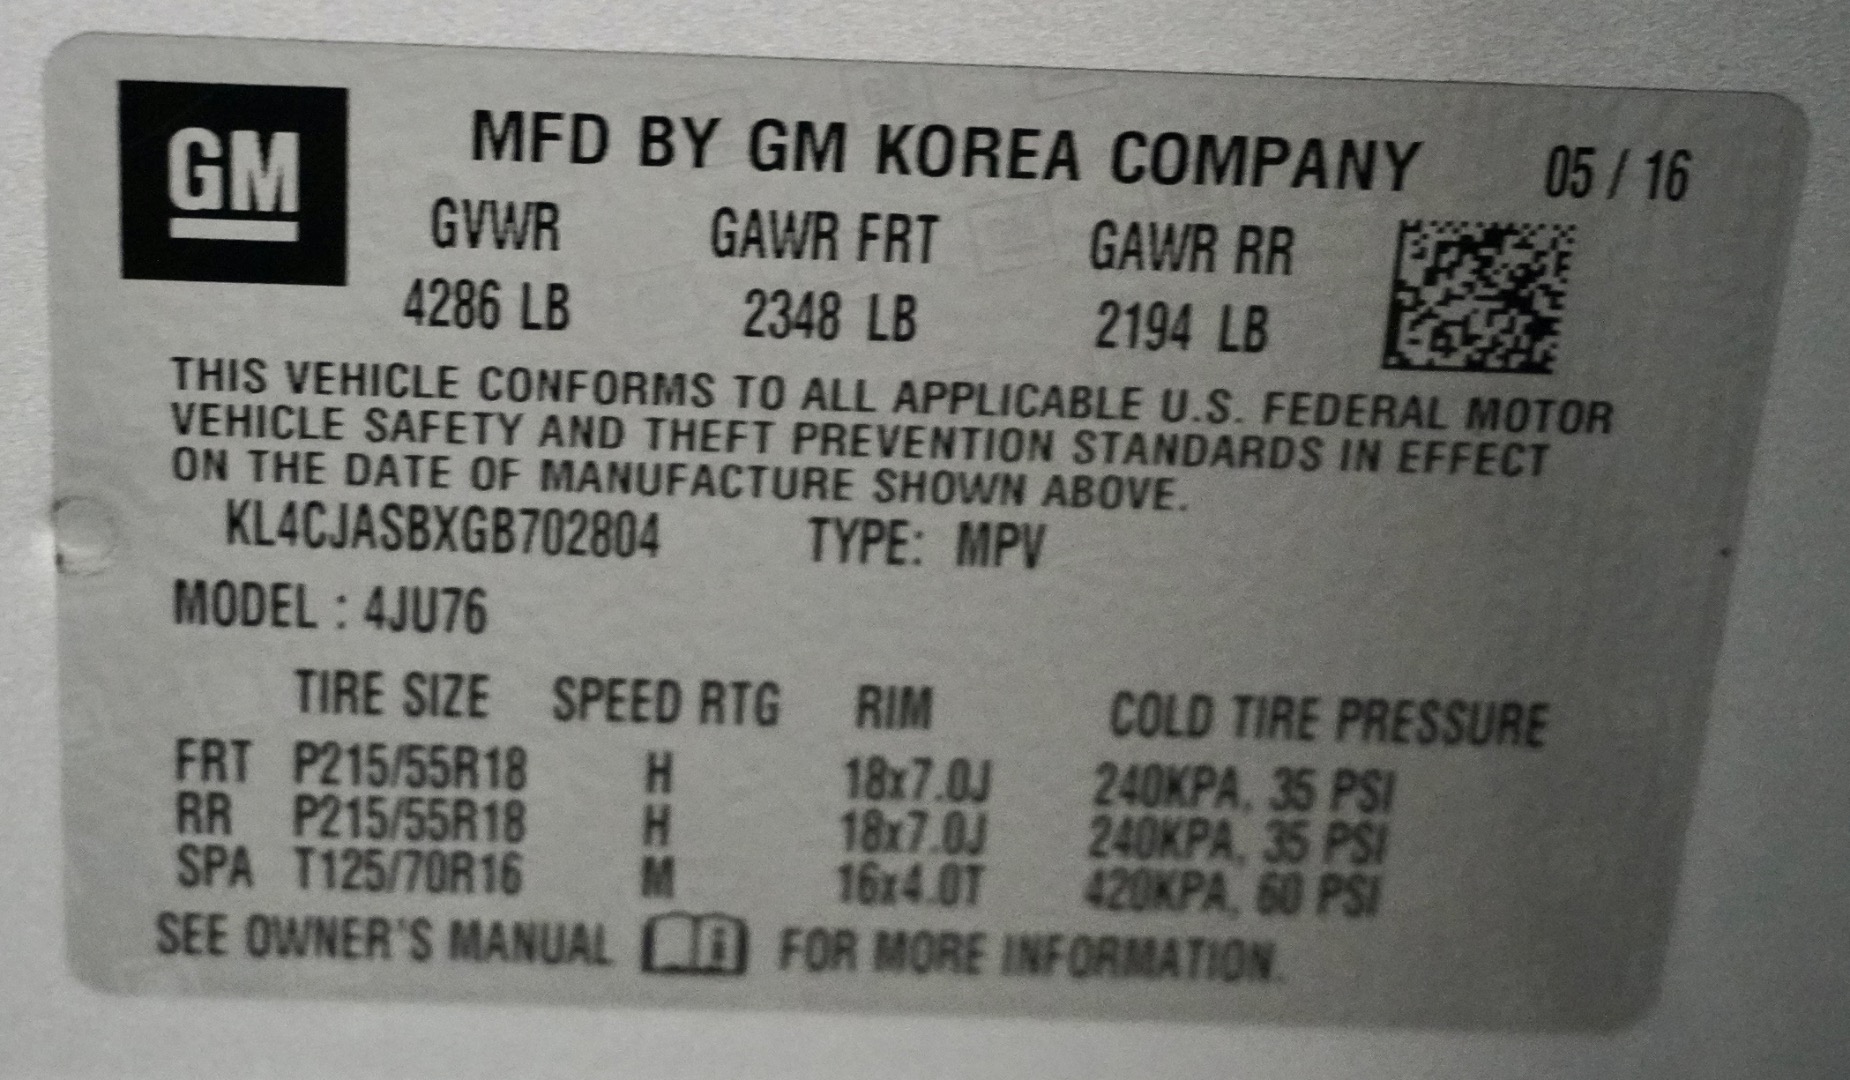 GM
MFD BY GM KOREA COMPANY 05 / 16
GVWR GAWR FRT GAWR RR
4286 LB 2348 LB 2194 LB
THIS VEHICLE CONFORMS TO ALL APPLICABLE U.S. FEDERAL MOTOR
VEHICLE SAFETY AND THEFT PREVENTION STANDARDS IN EFFECT
ON THE DATE OF MANUFACTURE SHOWN ABOVE.
KL4CJASBXGB702804 TYPE: MPV
MODEL : 4JU76
TIRE SIZE SPEED RTG RIM COLD TIRE PRESSURE
FRT P215/55R18 H 18x7.0J 240KPA, 35 PSI
RR P215/55R18 H 18x7.0J 240KPA, 35 PSI
SPA T125/70R16 M 16x4.0T 420KPA, 60 PSI
SEE OWNER'S MANUAL FOR MORE INFORMATION.